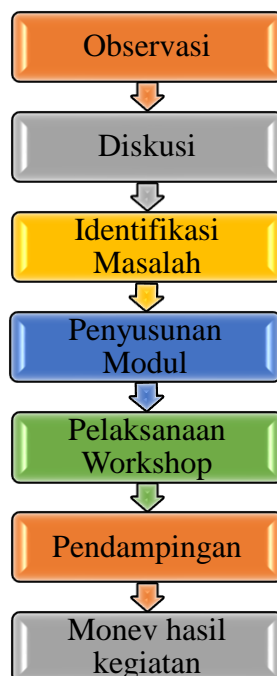 Observasi
Diskusi
Identifikasi
Masalah
Penyusunan
Modul
Pelaksanaan
Workshop
Pendampingan
Monev hasil
kegiatan